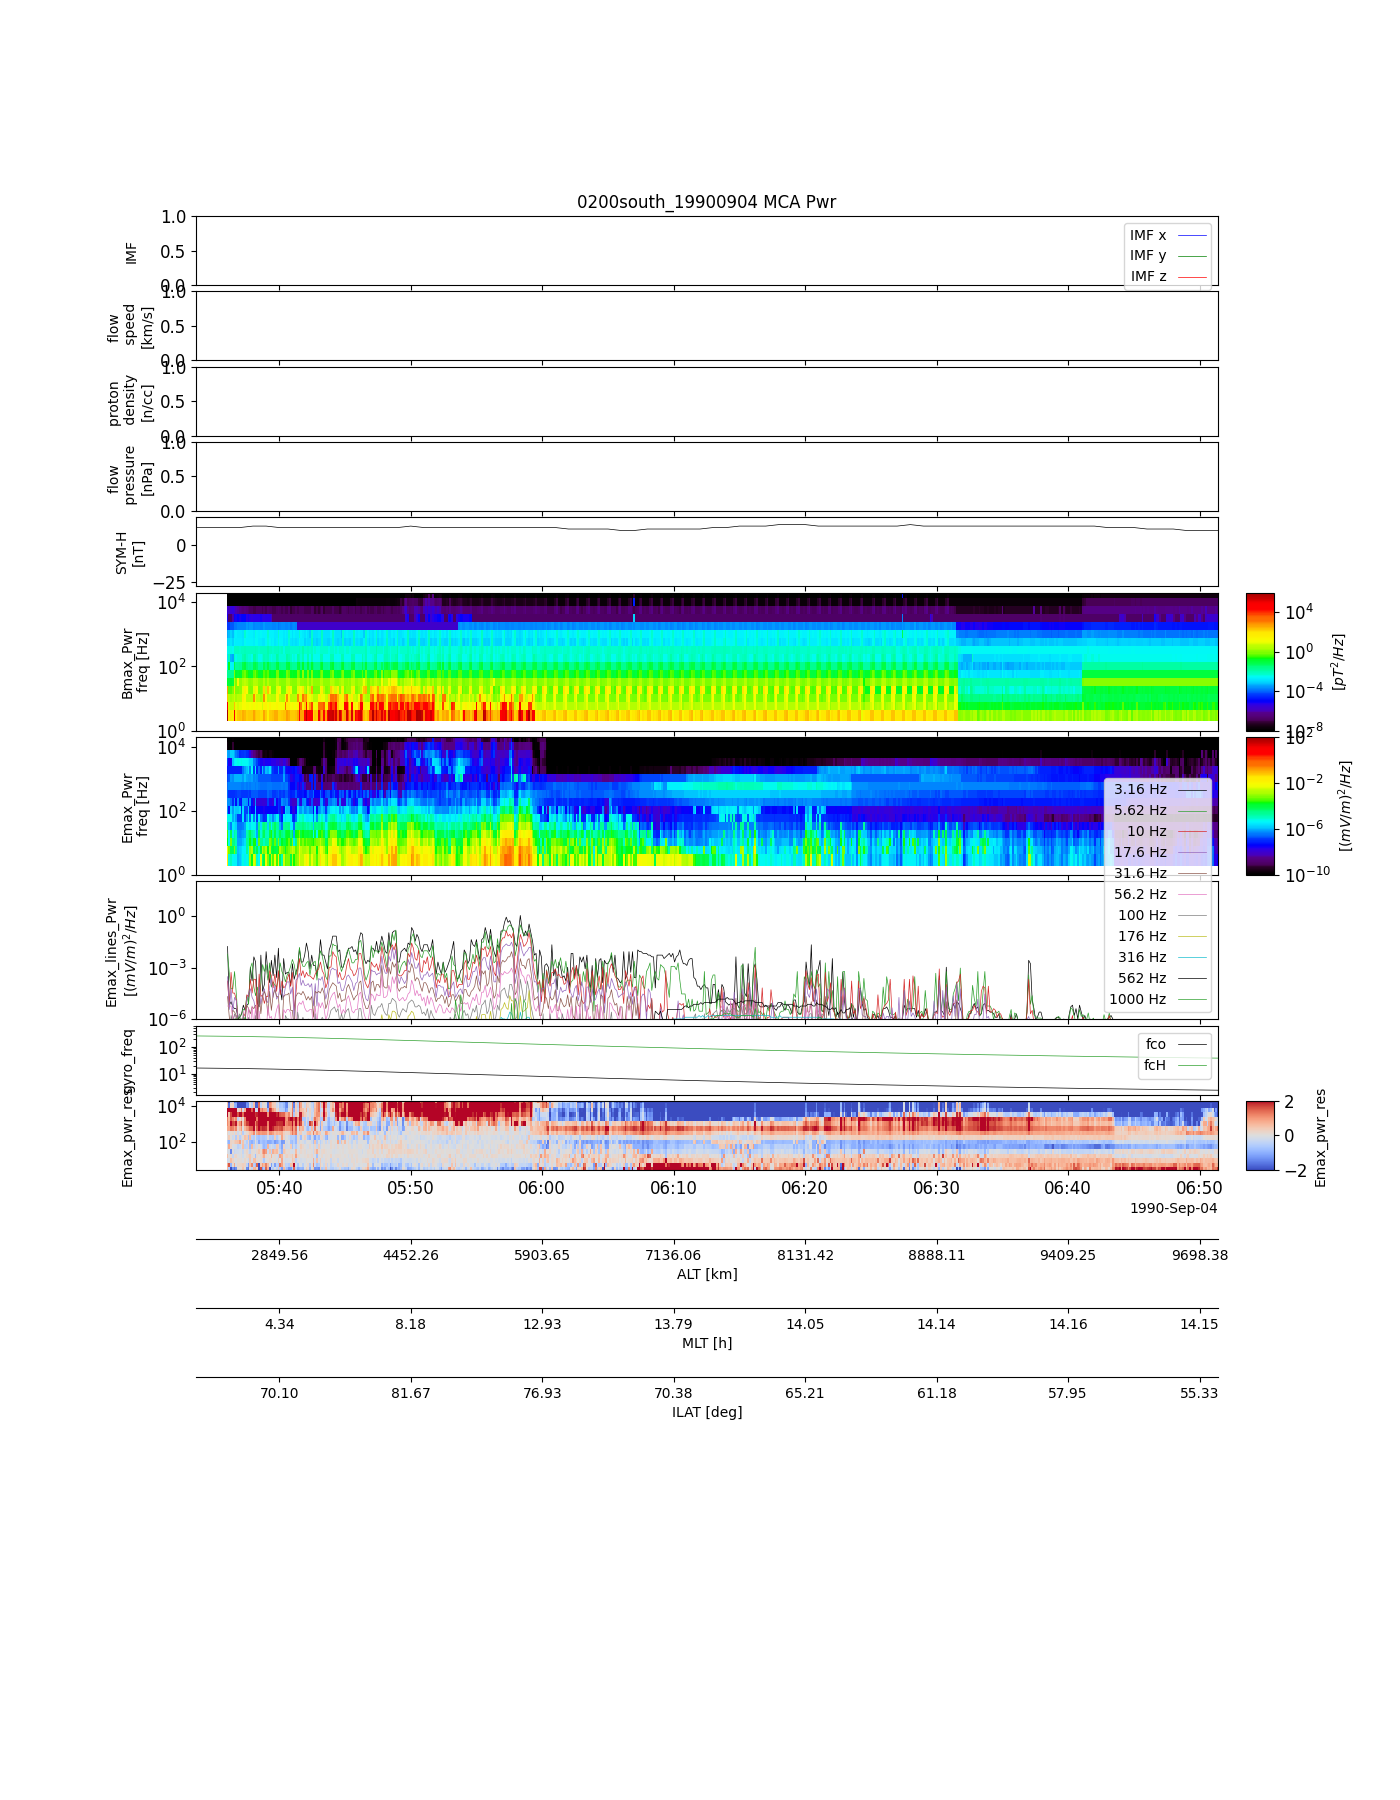 0200south_19900904 MCA Pwr
IMF
1.0
0.5
0.0
IMF x
IMF y
IMF z
flow
speed
[km/s]
1.0
0.5
0.0
proton
density
[n/cc]
1.0
0.5
0.0
flow
pressure
[nPa]
1.0
0.5
0.0
SYM-H
[nT]
0
−25
Bmax_Pwr
freq [Hz]
10^4
10^2
10^0
10^4
10^0
10^−4
10^−8
[pT^2/Hz]
Emax_Pwr
freq [Hz]
10^4
10^2
10^0
10^2
10^−2
10^−6
10^−10
[(mV/m)^2/Hz]
3.16 Hz
5.62 Hz
10 Hz
17.6 Hz
31.6 Hz
56.2 Hz
100 Hz
176 Hz
316 Hz
562 Hz
1000 Hz
Emax_lines_Pwr
[(mV/m)^2/Hz]
10^0
10^−3
10^−6
gyro_freq
10^2
10^1
fco
fcH
Emax_pwr_res
10^4
10^2
2
0
−2
Emax_pwr_res
05:40 05:50 06:00 06:10 06:20 06:30 06:40 06:50
1990-Sep-04
2849.56 4452.26 5903.65 7136.06 8131.42 8888.11 9409.25 9698.38
ALT [km]
4.34 8.18 12.93 13.79 14.05 14.14 14.16 14.15
MLT [h]
70.10 81.67 76.93 70.38 65.21 61.18 57.95 55.33
ILAT [deg]